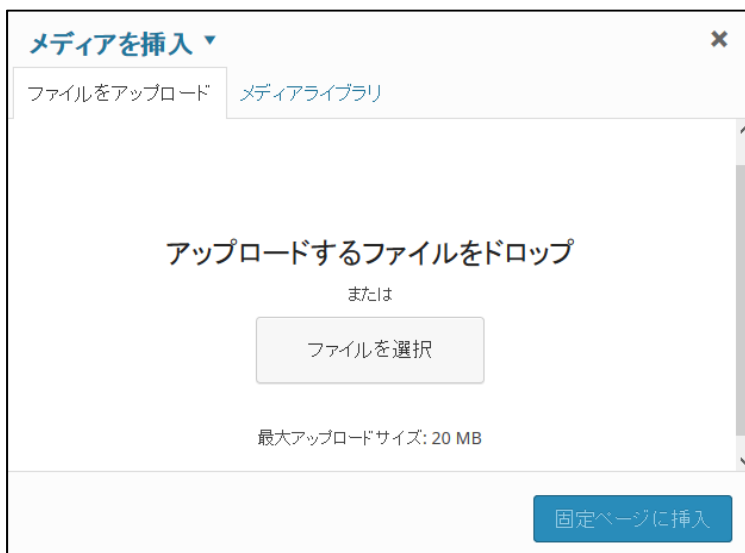 メディアを挿入 ▼
ファイルをアップロード メディアライブラリ
アップロードするファイルをドロップ
または
ファイルを選択
最大アップロードサイズ: 20 MB
固定ページに挿入